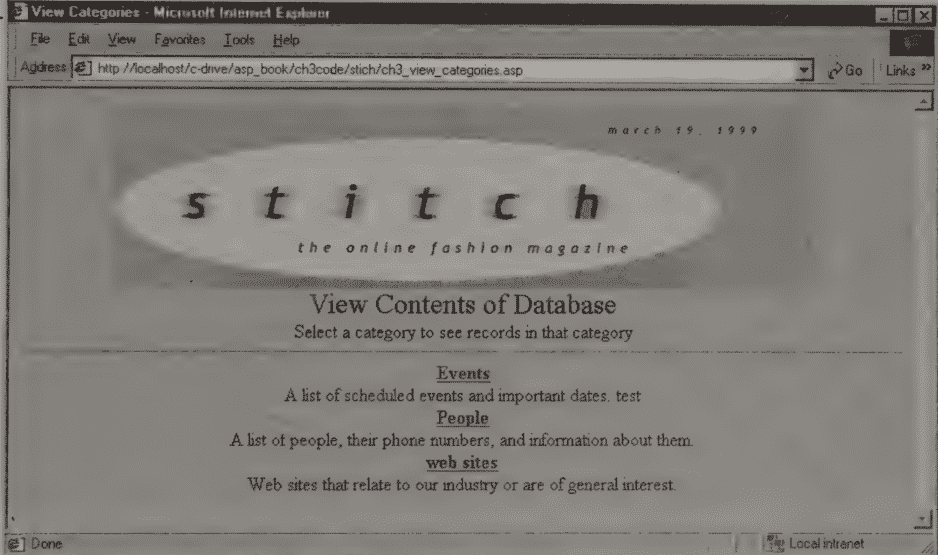 View Categories - Microsoft Internet Explorer
File Edit View Favorites Tools Help
Address http //localhost/c-drive/asp_book/ch3code/stich/ch3_view_categories.asp Go Links »
march 19, 1999
stitch
the online fashion magazine
View Contents of Database
Select a category to see records in that category
Events
A list of scheduled events and important dates. test
People
A list of people, their phone numbers, and information about them.
web sites
Web sites that relate to our industry or are of general interest.
Done Local intranet